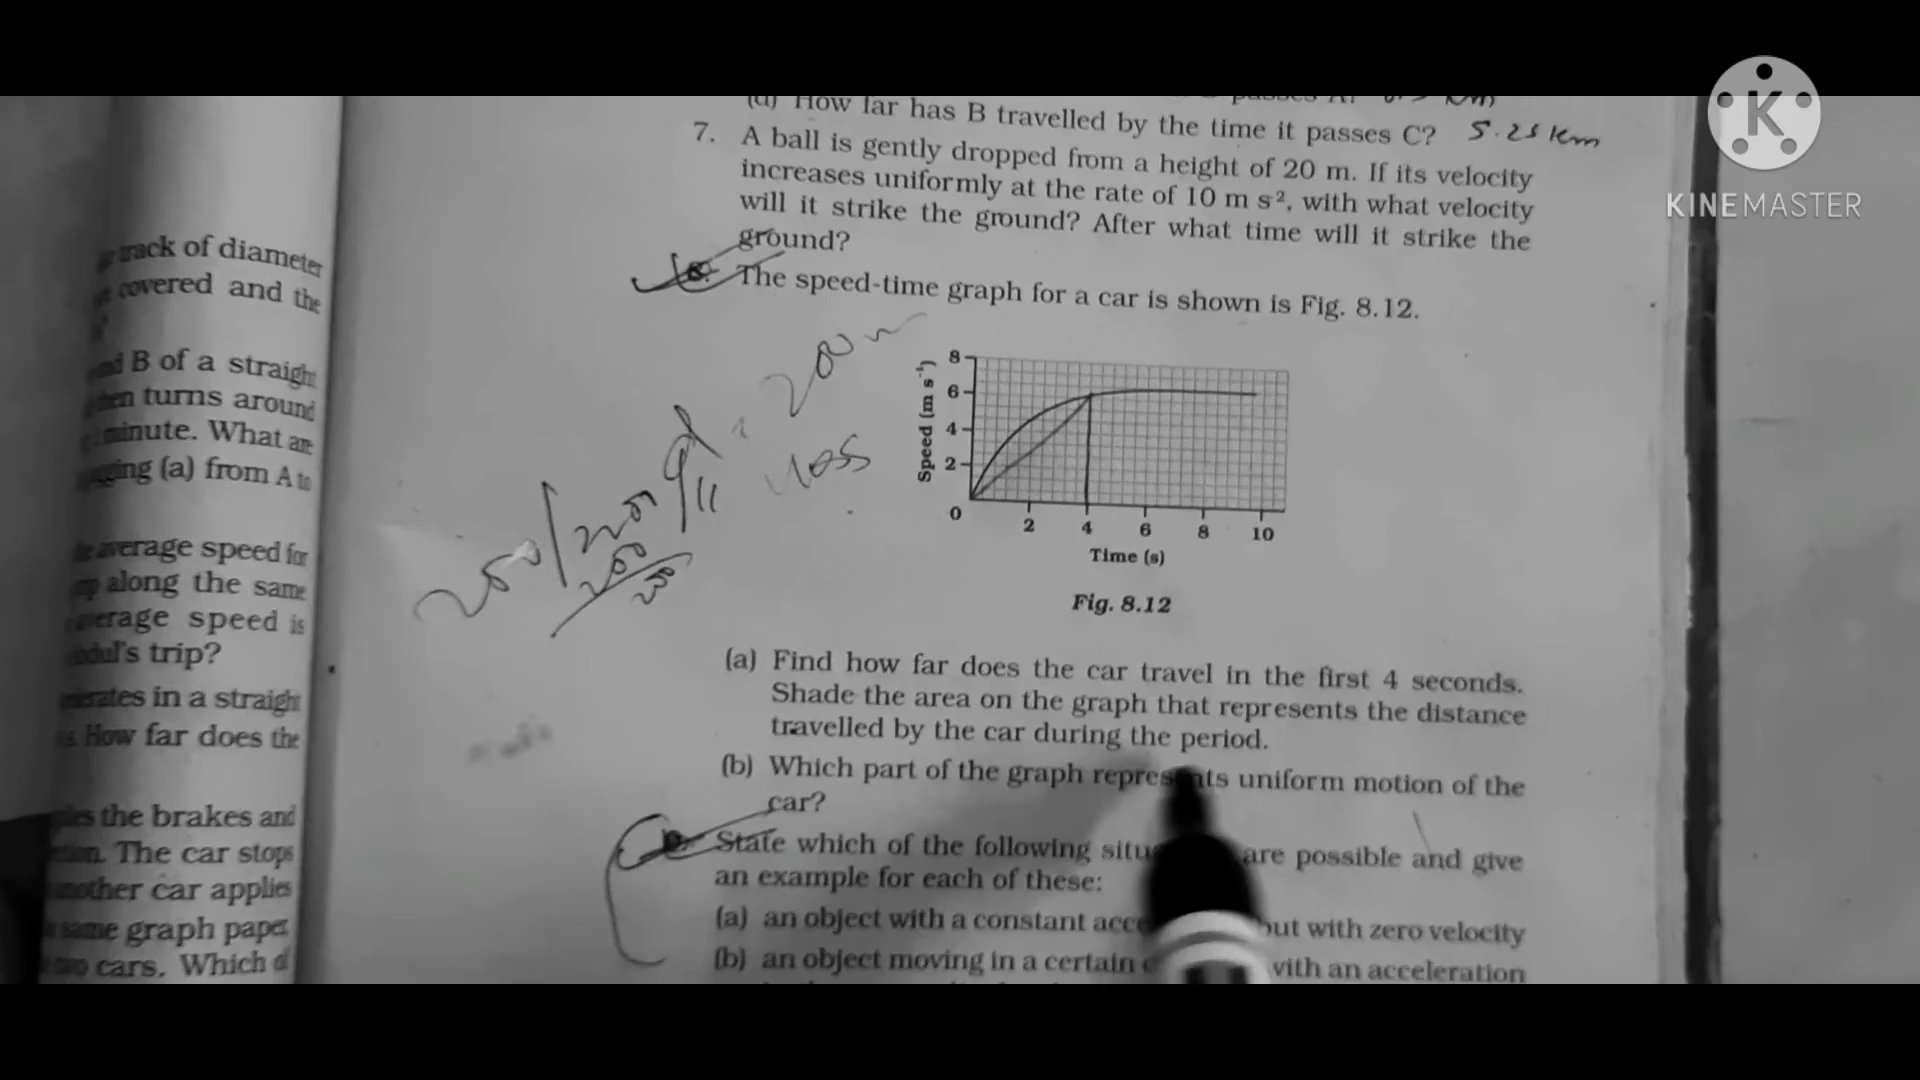 K
KINEMASTER
track of diameter
covered and the
B of a straight
turns around
minute. What are
(a) from A to
average speed for
along the same
average speed is
trip?
in a straight
How far does the
the brakes and
The car stops
another car applies
same graph paper
two cars. Which of
How far has B travelled by the time it passes C? 5.25 km
7. A ball is gently dropped from a height of 20 m. If its velocity
increases uniformly at the rate of 10 m s², with what velocity
will it strike the ground? After what time will it strike the
ground?
The speed-time graph for a car is shown is Fig. 8.12.
8
6
4
2
0
Speed (m s⁻¹)
2 4 6 8 10
Time (s)
Fig. 8.12
(a) Find how far does the car travel in the first 4 seconds.
Shade the area on the graph that represents the distance
travelled by the car during the period.
(b) Which part of the graph represents uniform motion of the
car?
State which of the following are possible and give
an example for each of these:
(a) an object with a constant but with zero velocity
(b) an object moving in a certain with an acceleration